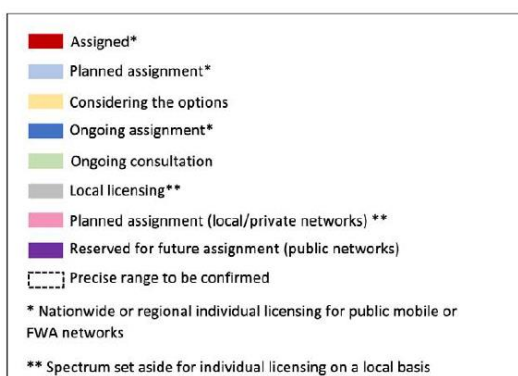 Assigned*
Planned assignment*
Considering the options
Ongoing assignment*
Ongoing consultation
Local licensing**
Planned assignment (local/private networks) **
Reserved for future assignment (public networks)
Precise range to be confirmed
* Nationwide or regional individual licensing for public mobile or
FWA networks
** Spectrum set aside for individual licensing on a local basis